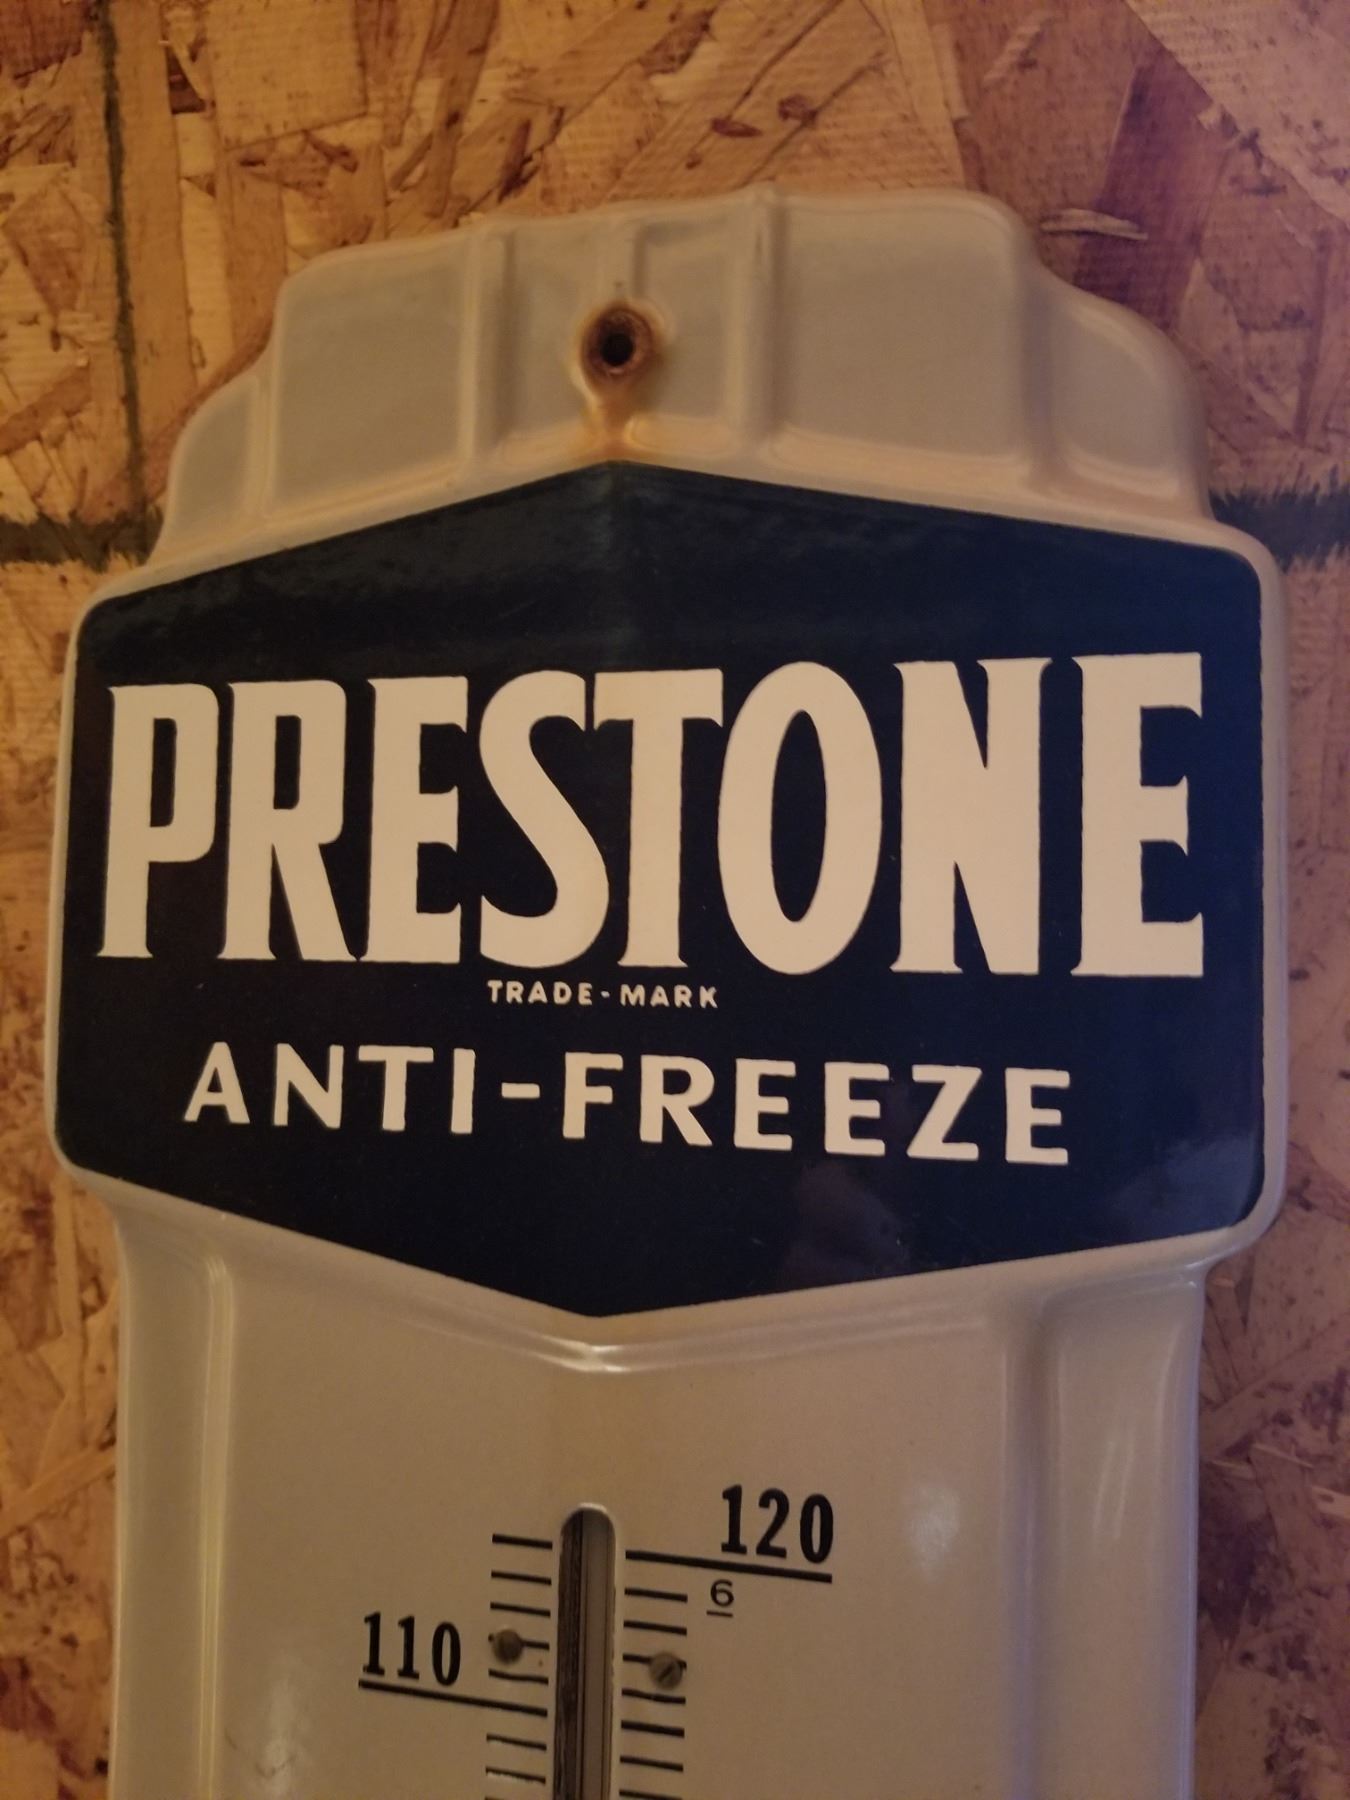 PRESTONE
TRADE-MARK
ANTI-FREEZE
120
6
110